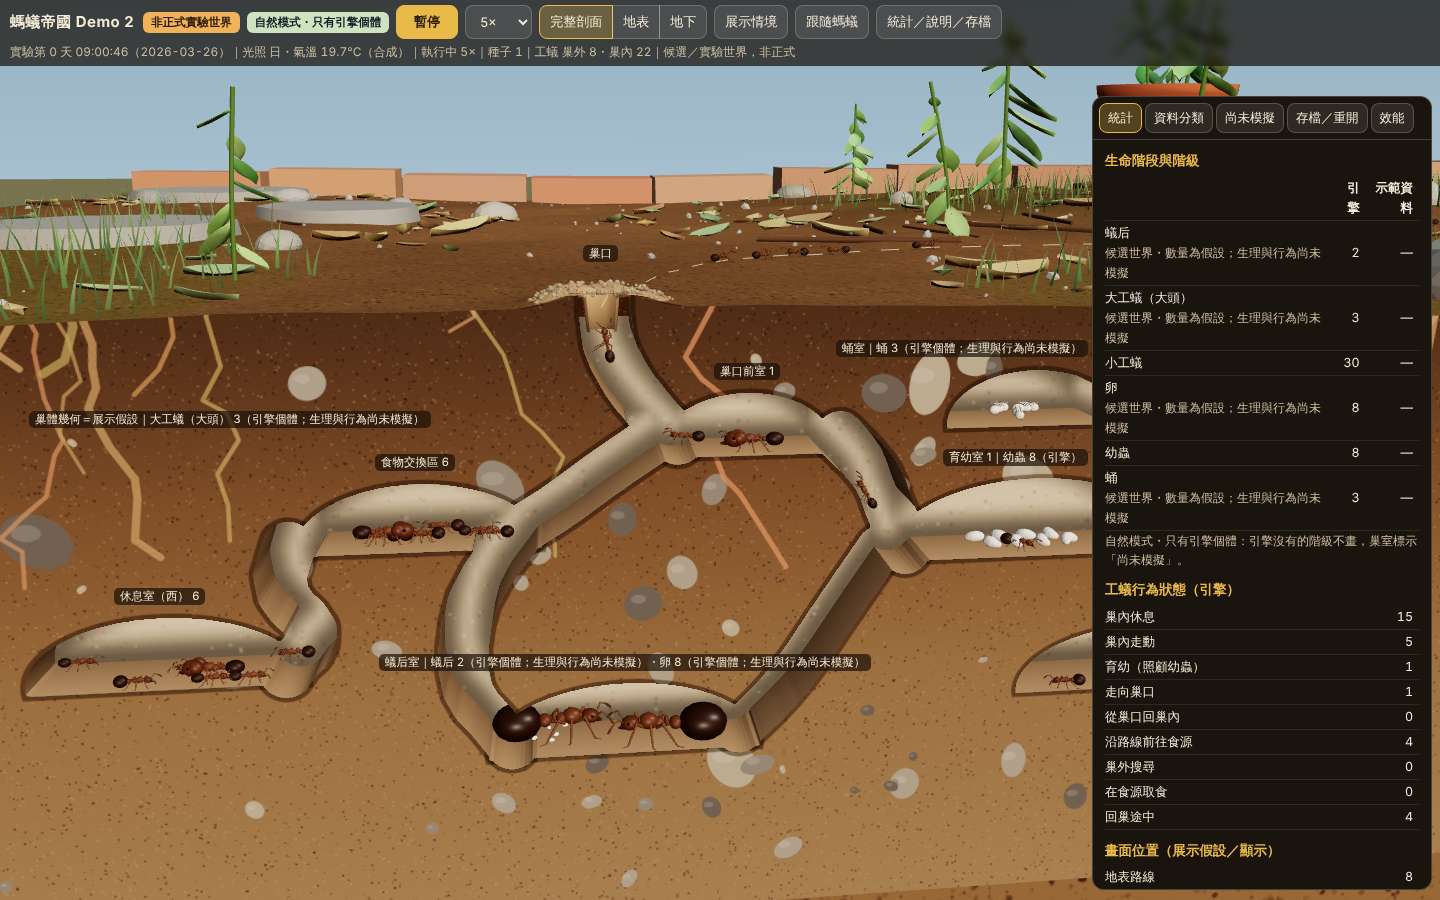 螞蟻帝國 Demo 2
非正式實驗世界
自然模式・只有引擎個體
暫停
5×
完整剖面
地表
地下
展示情境
跟隨螞蟻
統計／說明／存檔
實驗第 0 天 09:00:46（2026-03-26）｜光照 日・氣溫 19.7°C（合成）｜執行中 5×｜種子 1｜工蟻 巢外 8・巢內 22｜候選／實驗世界，非正式
巢口
蛹室｜蛹 3（引擎個體；生理與行為尚未模擬）
巢口前室 1
巢體幾何＝展示假設｜大工蟻（大頭） 3（引擎個體；生理與行為尚未模擬）
食物交換區 6
育幼室 1｜幼蟲 8（引擎）
休息室（西） 6
蟻后室｜蟻后 2（引擎個體；生理與行為尚未模擬）・卵 8（引擎個體；生理與行為尚未模擬）
統計
資料分類
尚未模擬
存檔／重開
效能
生命階段與階級
引擎
示範資料
蟻后
候選世界・數量為假設；生理與行為尚未模擬
2
—
大工蟻（大頭）
候選世界・數量為假設；生理與行為尚未模擬
3
—
小工蟻
30
—
卵
候選世界・數量為假設；生理與行為尚未模擬
8
—
幼蟲
8
—
蛹
候選世界・數量為假設；生理與行為尚未模擬
3
—
自然模式・只有引擎個體：引擎沒有的階級不畫，巢室標示
「尚未模擬」。
工蟻行為狀態（引擎）
巢內休息 15
巢內走動 5
育幼（照顧幼蟲） 1
走向巢口 1
從巢口回巢內 0
沿路線前往食源 4
巢外搜尋 0
在食源取食 0
回巢途中 4
畫面位置（展示假設／顯示）
地表路線 8